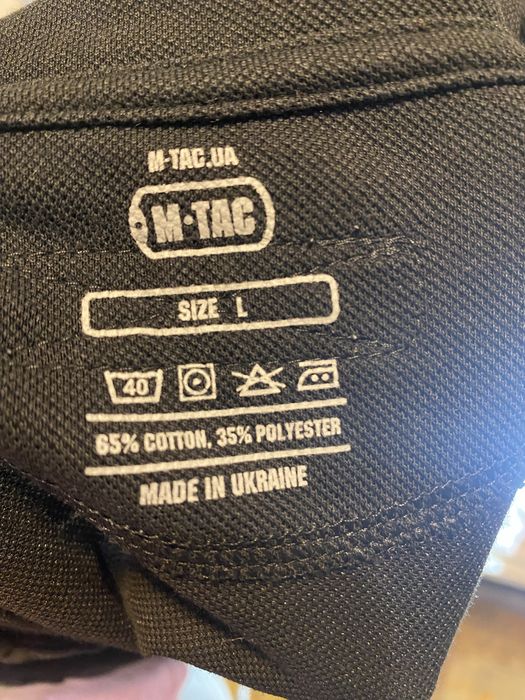 M-TAC.UA
M·TAC
SIZE L
40
65% COTTON, 35% POLYESTER
MADE IN UKRAINE